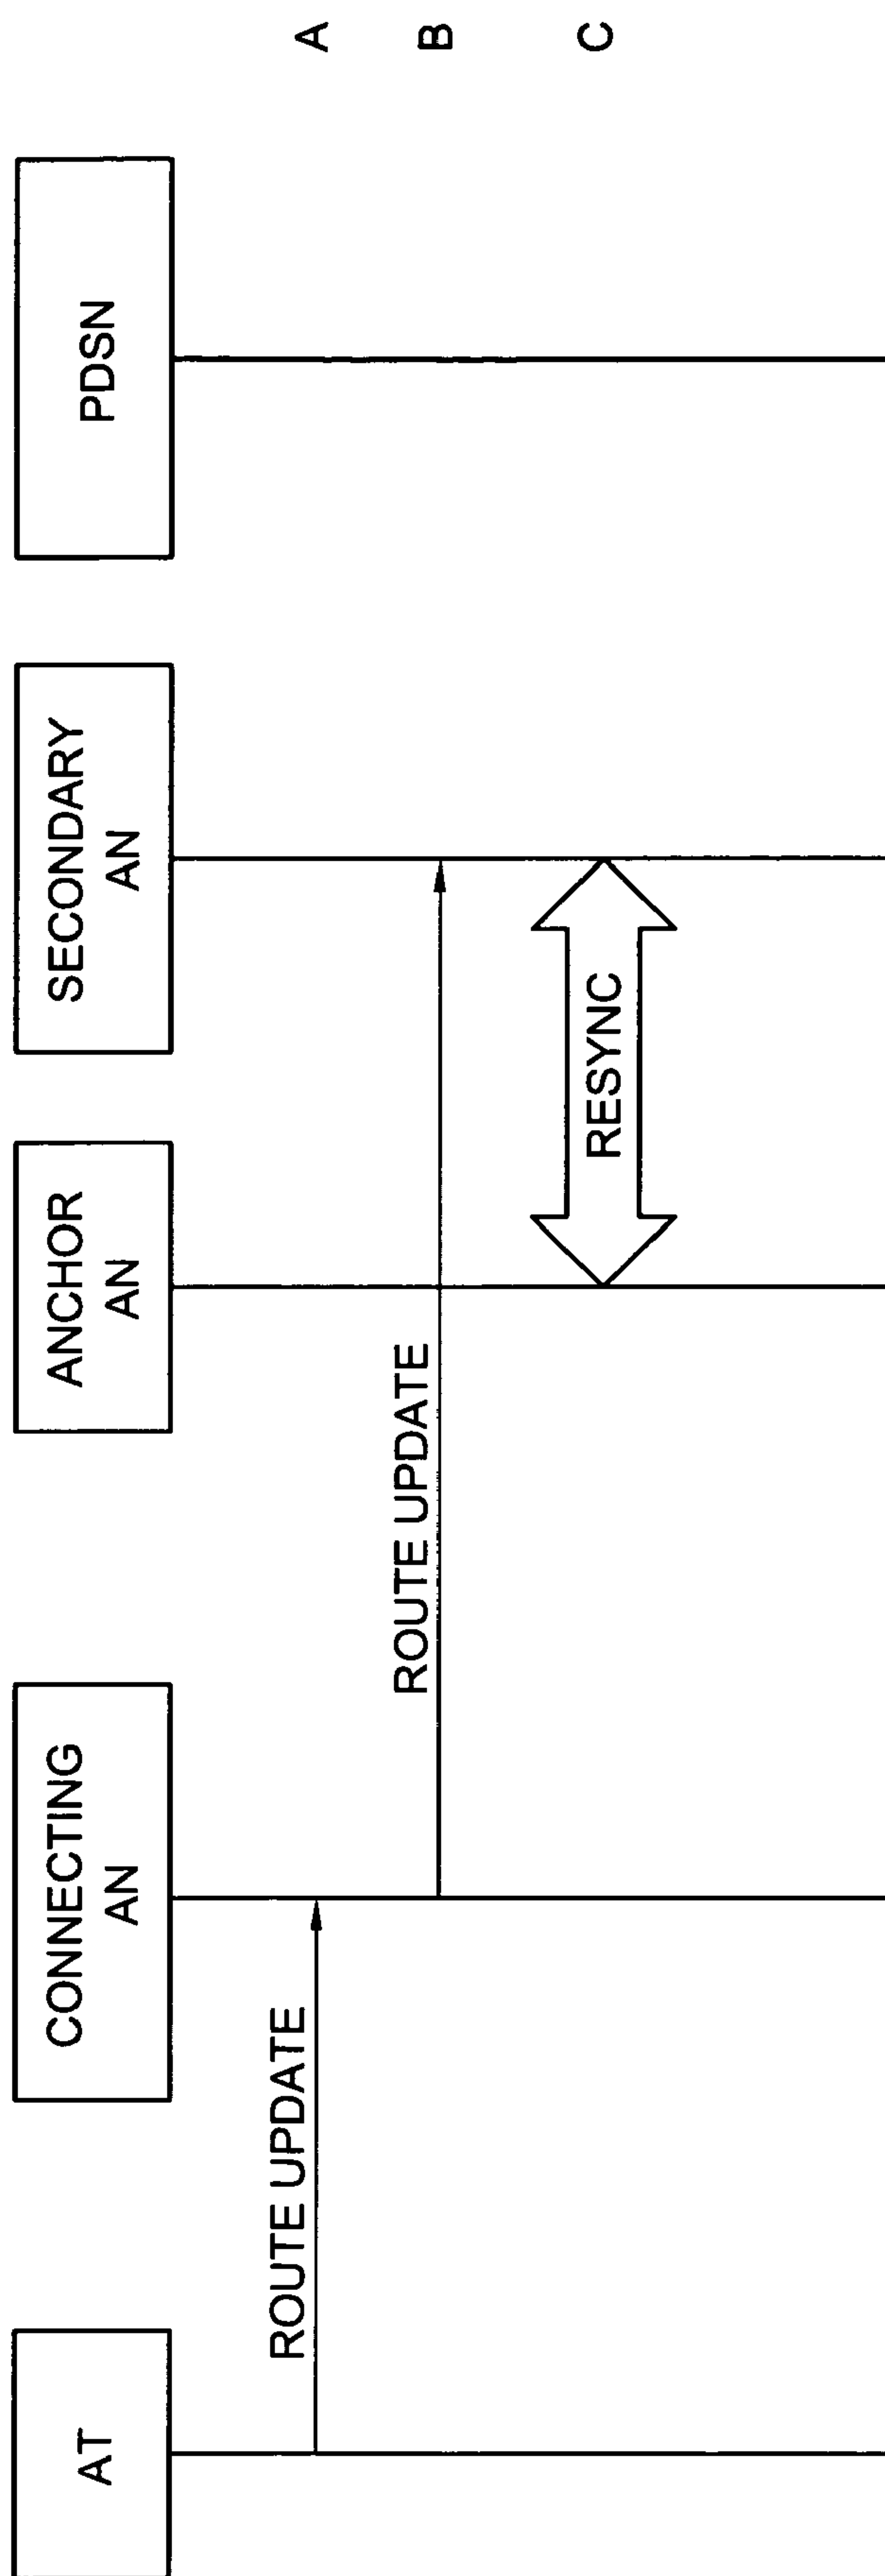 AT
CONNECTING
AN
ANCHOR
AN
SECONDARY
AN
PDSN
ROUTE UPDATE
A
ROUTE UPDATE
B
RESYNC
C